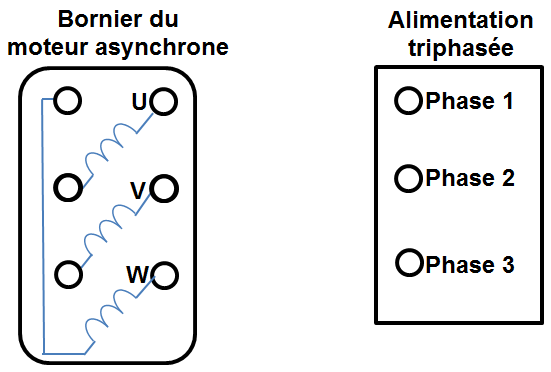 Bornier du
moteur asynchrone
Alimentation
triphasée
U
V
W
Phase 1
Phase 2
Phase 3